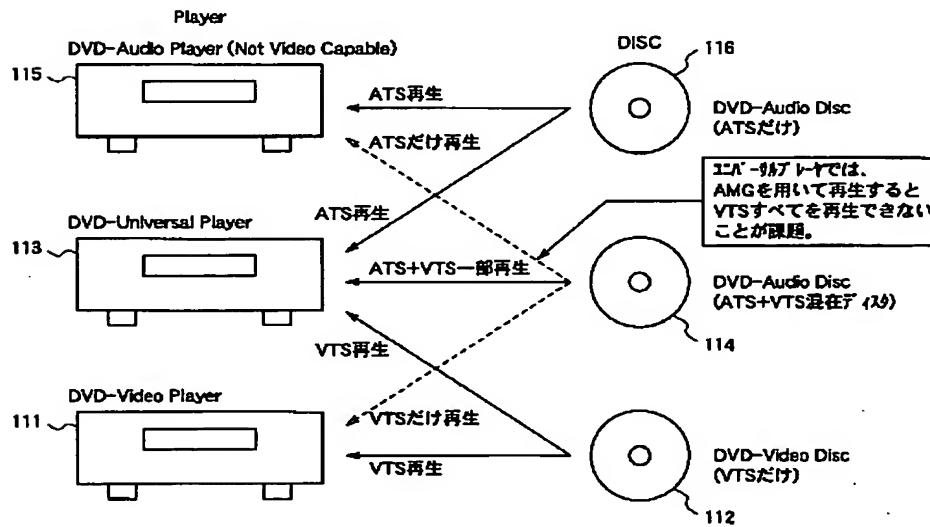 Player
DVD-Audio Player (Not Video Capable)
DISC
116
115
ATS再生
DVD-Audio Disc
(ATSだけ)
ATSだけ再生
ユニバーサルプレーヤでは、
AMGを用いて再生すると
VTSすべてを再生できない
ことが課題。
ATS再生
DVD-Universal Player
113
ATS+VTS一部再生
DVD-Audio Disc
(ATS+VTS混在ディスク)
VTS再生
114
DVD-Video Player
111
VTSだけ再生
DVD-Video Disc
(VTSだけ)
VTS再生
112